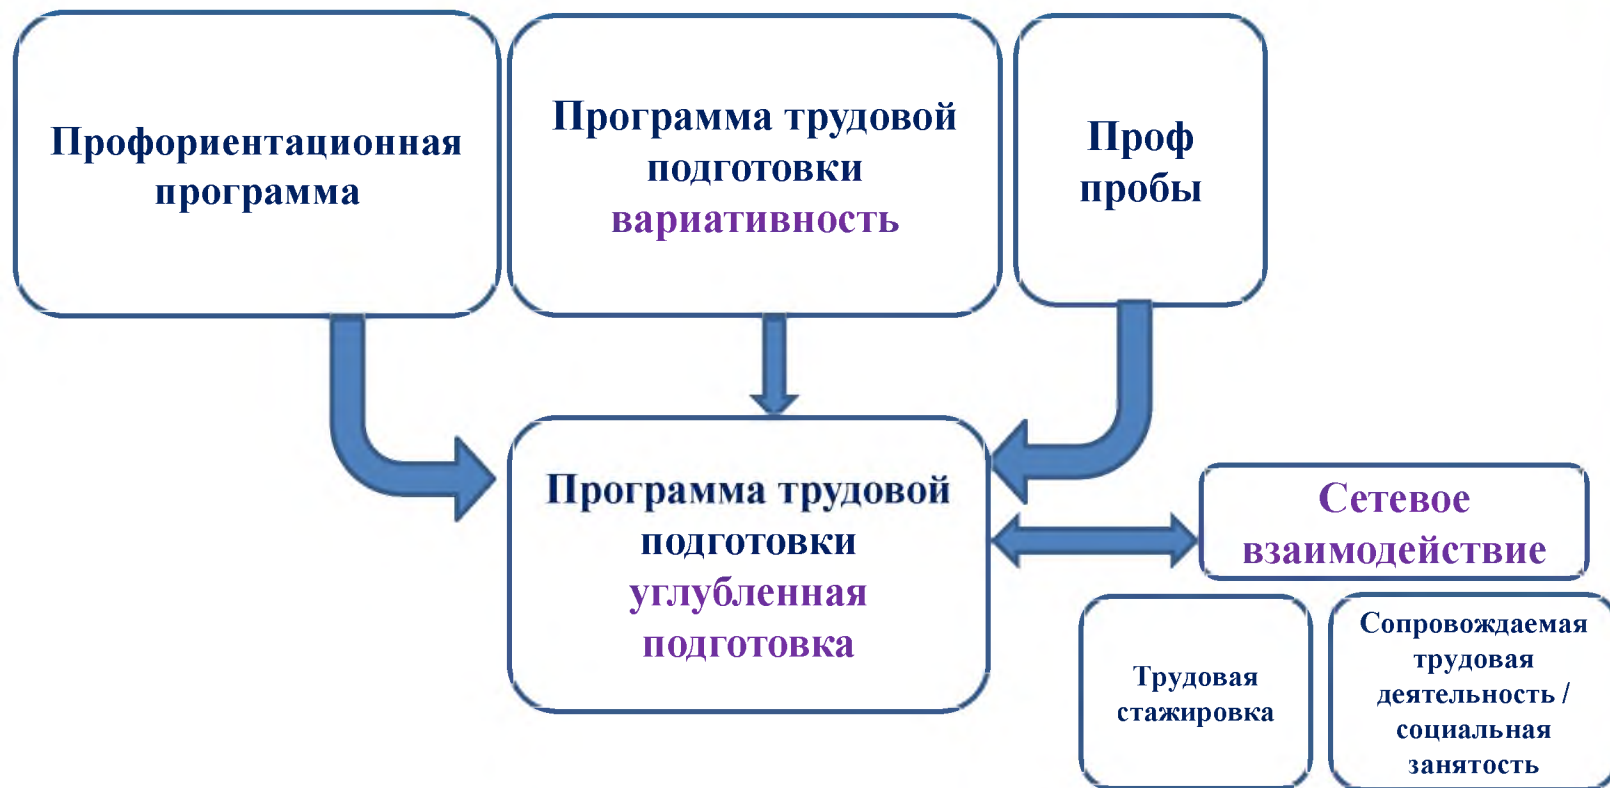 Профориентационная
программа
Программа трудовой
подготовки
вариативность
Проф
пробы
Программа трудовой
подготовки
углубленная
подготовка
Сетевое
взаимодействие
Трудовая
стажировка
Сопровождаемая
трудовая
деятельность /
социальная
занятость